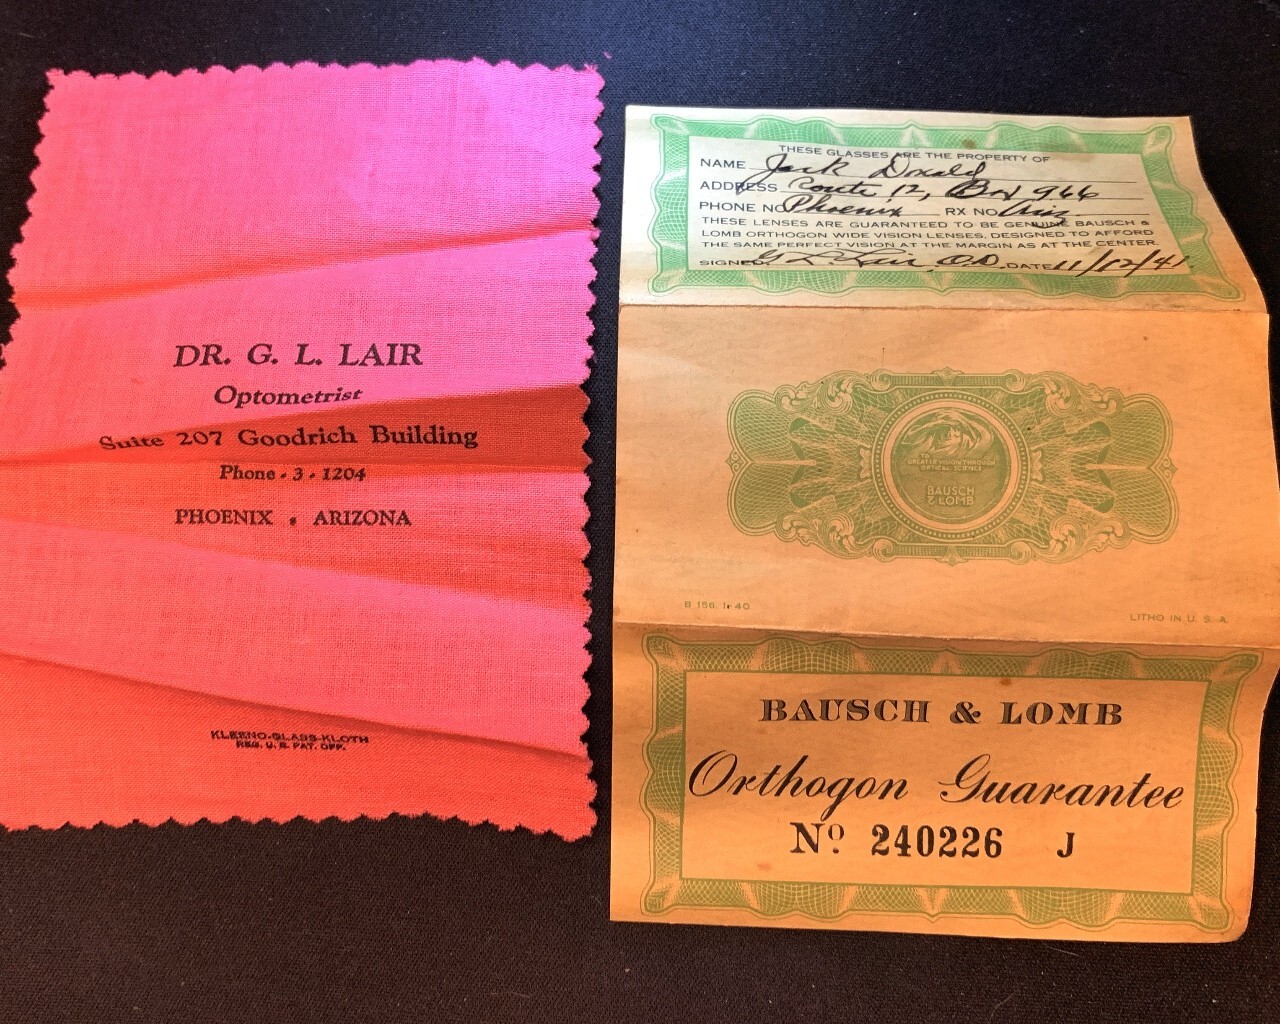 DR. G. L. LAIR
Optometrist
Suite 207 Goodrich Building
Phone - 3 - 1204
PHOENIX . ARIZONA
KLEENO-GLASS-KLOTH
REG. U. S. PAT. OFF.
THESE GLASSES ARE THE PROPERTY OF
NAME Jack Donald
ADDRESS Route 12, Box 966
PHONE NO. Phoenix RX NO. Ariz.
THESE LENSES ARE GUARANTEED TO BE GENUINE BAUSCH &
LOMB ORTHOGON WIDE VISION LENSES, DESIGNED TO AFFORD
THE SAME PERFECT VISION AT THE MARGIN AS AT THE CENTER.
SIGNED G L Lair, O.D. DATE 11/12/41
GREATER VISION THROUGH
OPTICAL SCIENCE
BAUSCH
& LOMB
B 156. 1-40
LITHO IN U. S. A.
BAUSCH & LOMB
Orthogon Guarantee
No 240226 J